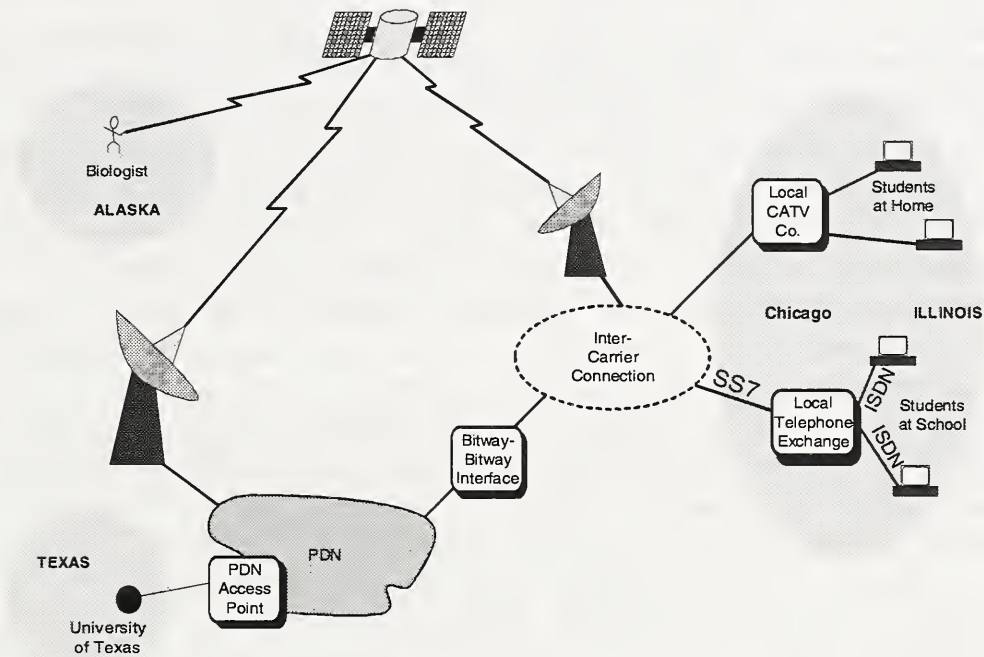 Biologist
ALASKA
Local
CATV
Co.
Students
at Home
Chicago
ILLINOIS
Inter-
Carrier
Connection
SS7
Local
Telephone
Exchange
ISDN
ISDN
Students
at School
Bitway-
Bitway
Interface
PDN
TEXAS
PDN
Access
Point
University
of Texas